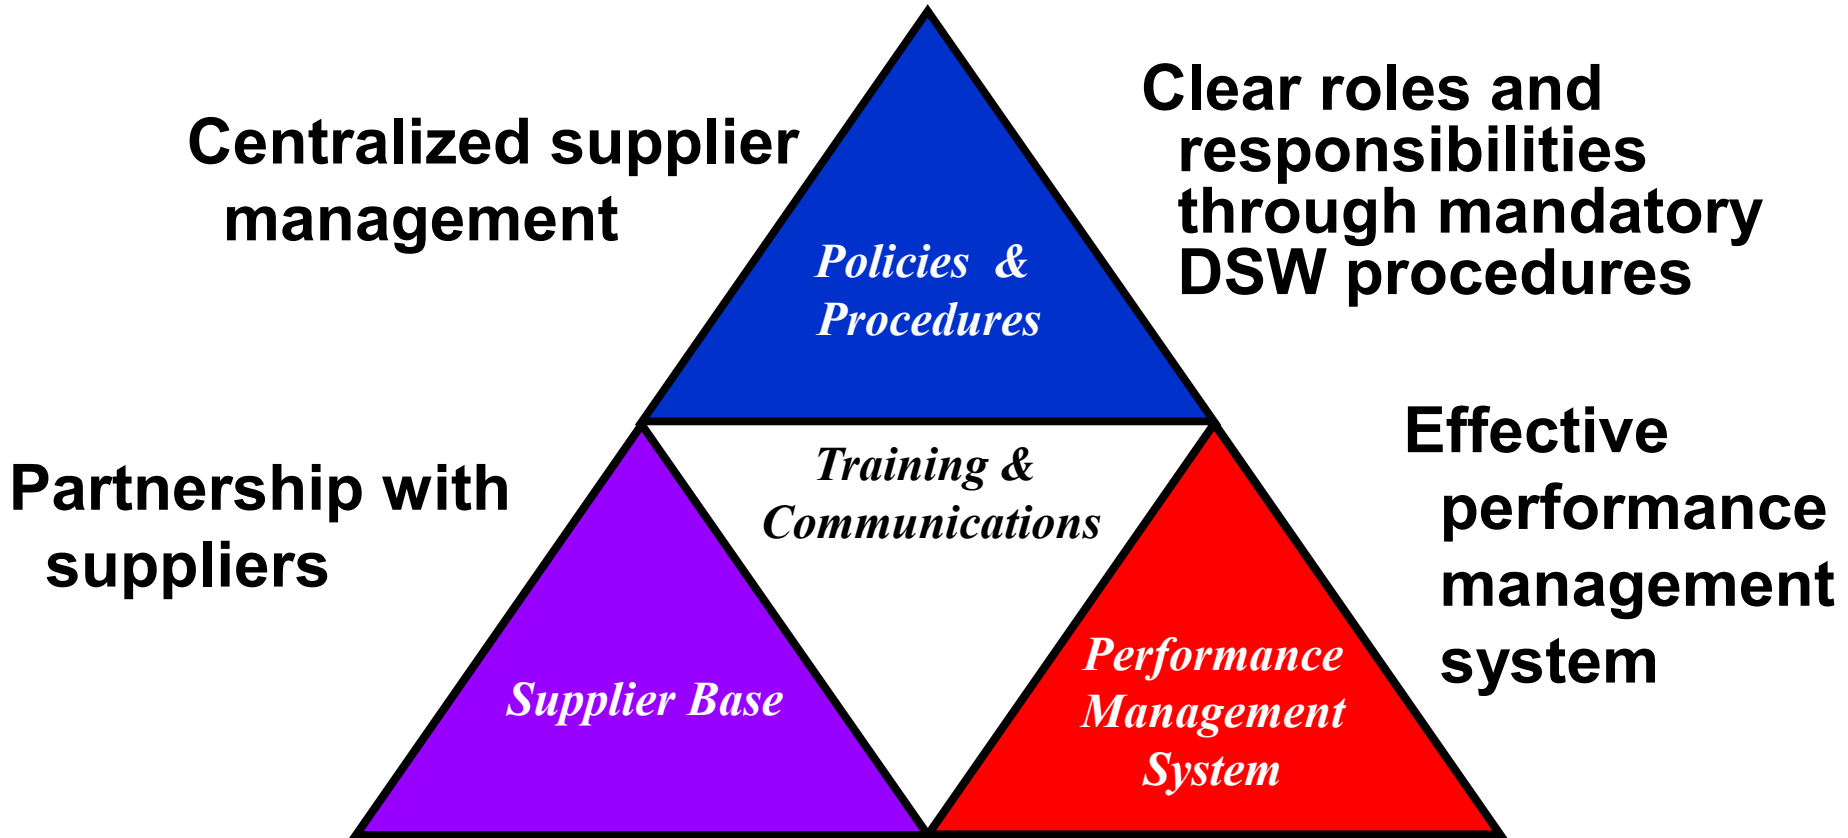 Centralized supplier
management
Clear roles and
responsibilities
through mandatory
DSW procedures
Policies & 
Procedures
Partnership with
suppliers
Training &
Communications
Effective
performance
management
system
Supplier Base
Performance
Management
System